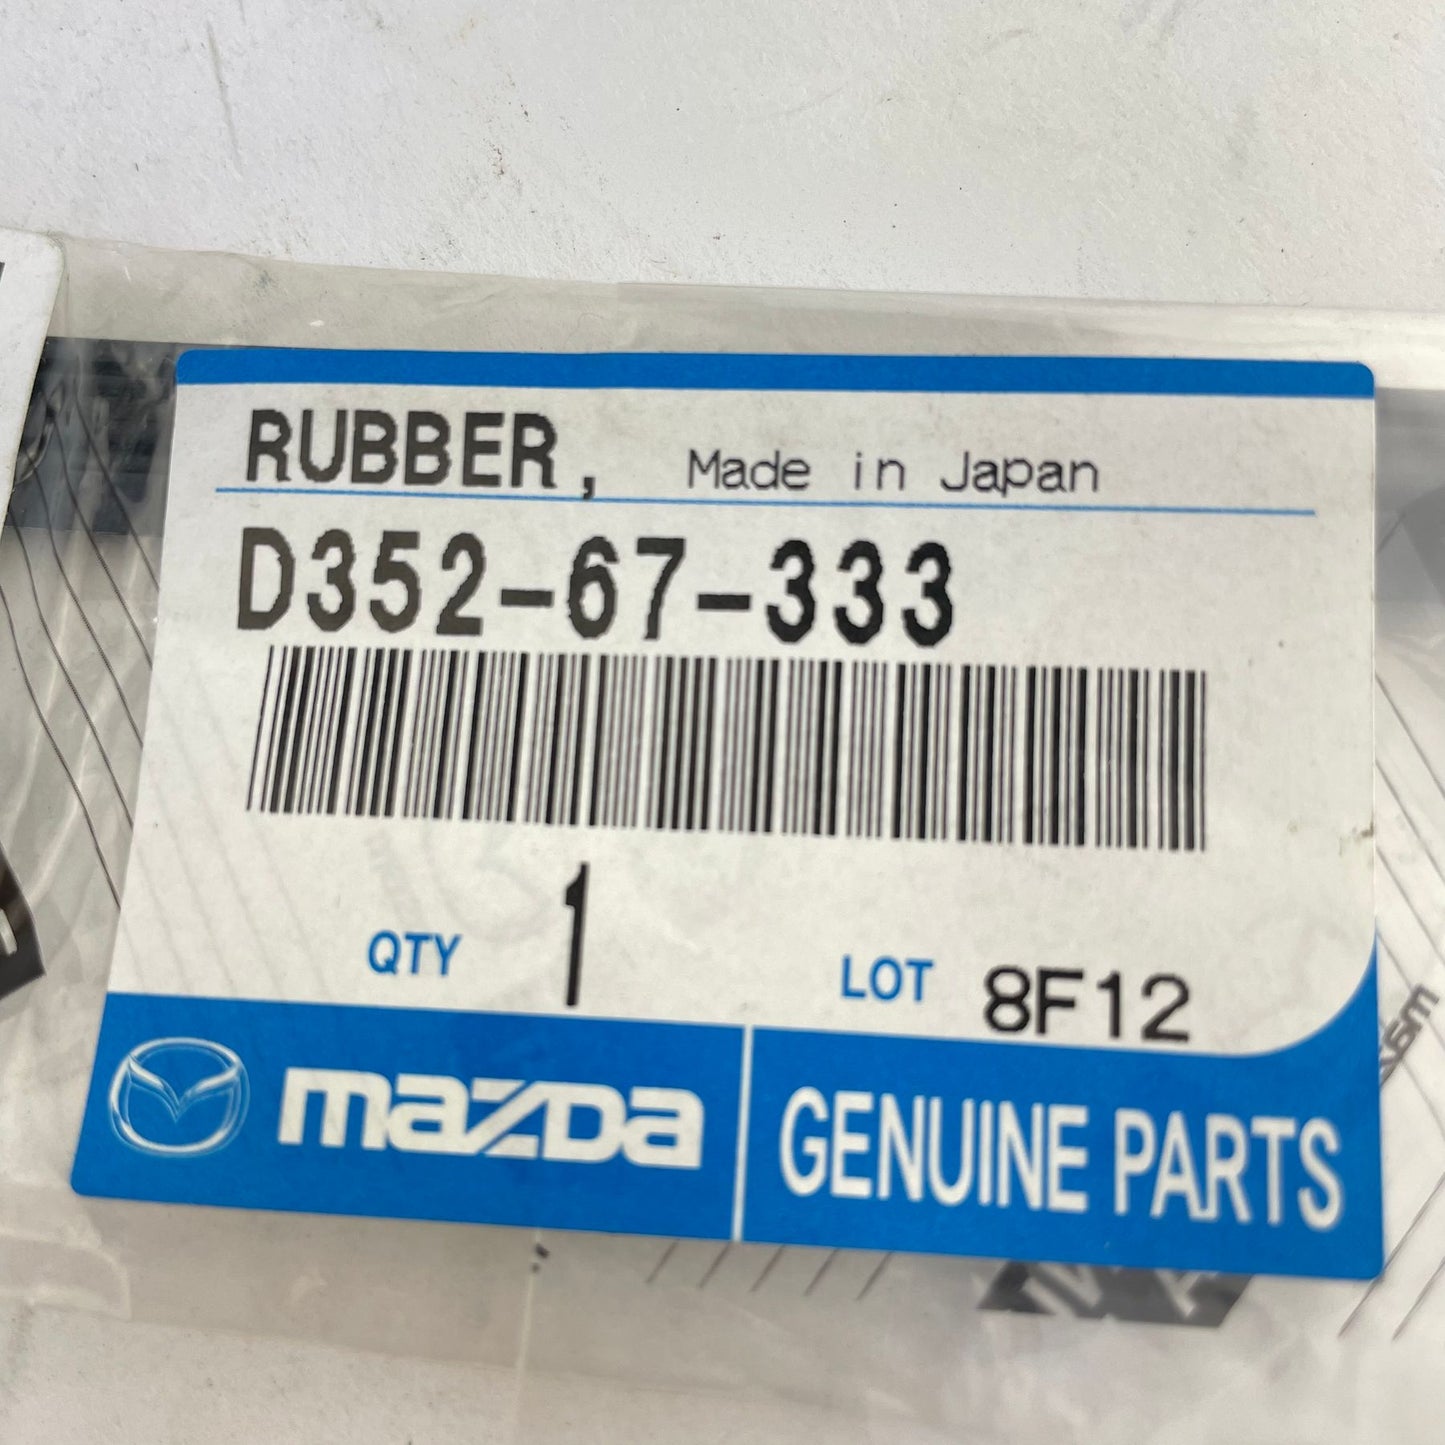 RUBBER, Made in Japan
D352-67-333
QTY 1 LOT 8F12
mazda GENUINE PARTS